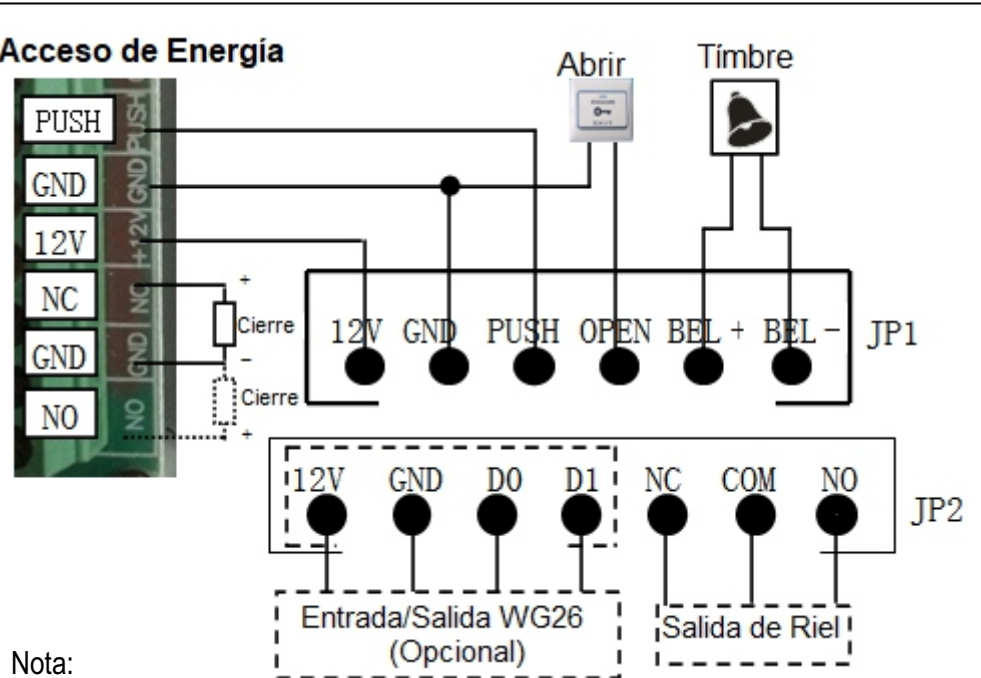 Acceso de Energía
Abrir
Tímbre
PUSH
GND
12V
NC
GND
NO
PUSH
GND
+12V
NC
GND
NO
+
Cierre
−
Cierre
+
12V GND PUSH OPEN BEL + BEL −
JP1
12V GND D0 D1 NC COM NO
JP2
Entrada/Salida WG26
(Opcional)
Salida de Riel
Nota: